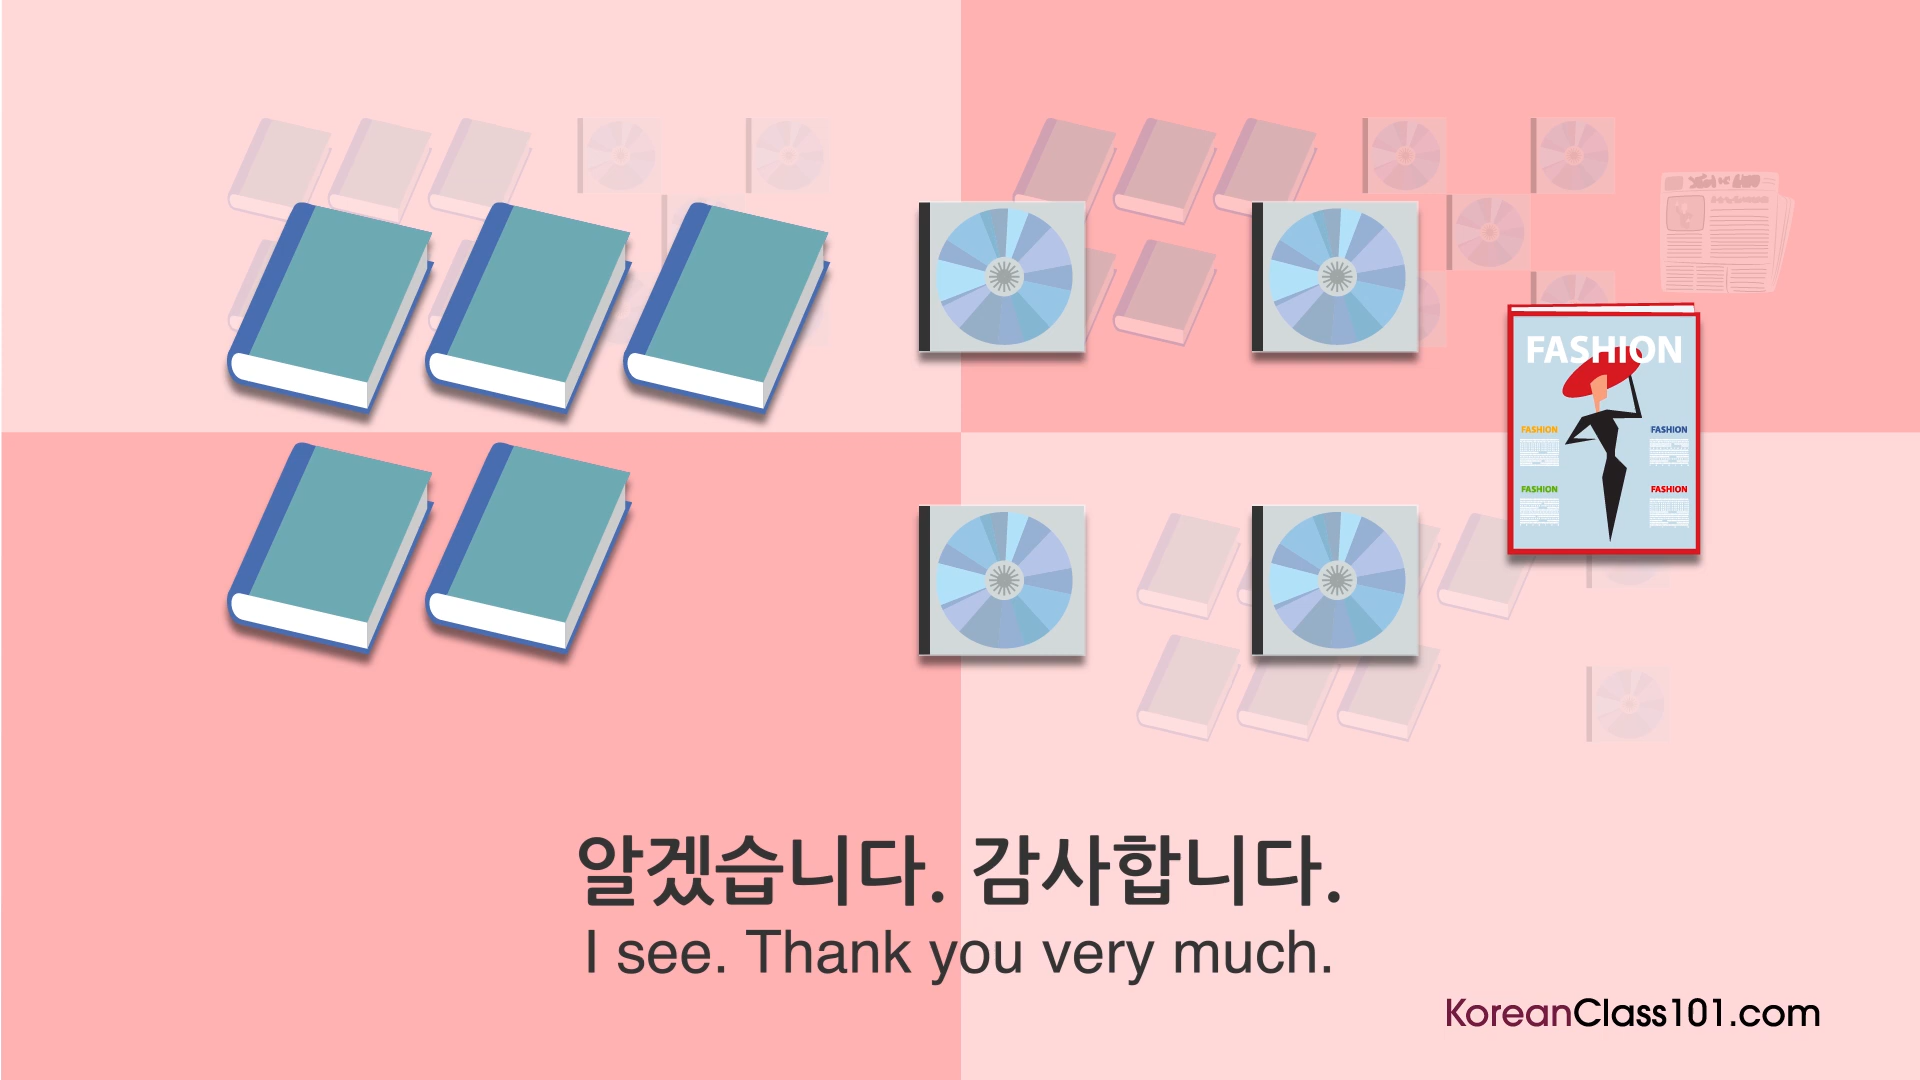 FASHION
FASHION FASHION
FASHION FASHION
알겠습니다. 감사합니다.
I see. Thank you very much.
KoreanClass101.com